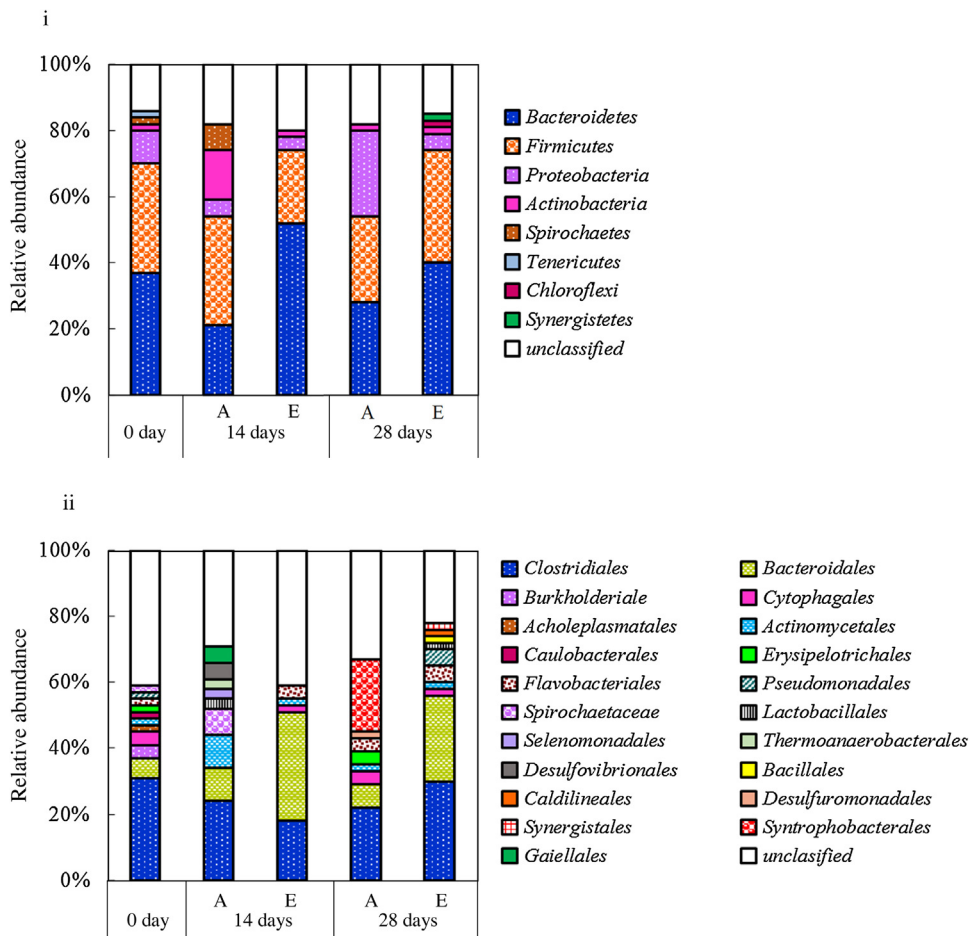 i
100%
80%
60%
40%
20%
0%
Relative abundance
A E A E
0 day 14 days 28 days
Bacteroidetes
Firmicutes
Proteobacteria
Actinobacteria
Spirochaetes
Tenericutes
Chloroflexi
Synergistetes
unclassified
ii
100%
80%
60%
40%
20%
0%
Relative abundance
A E A E
0 day 14 days 28 days
Clostridiales Bacteroidales
Burkholderiale Cytophagales
Acholeplasmatales Actinomycetales
Caulobacterales Erysipelotrichales
Flavobacteriales Pseudomonadales
Spirochaetaceae Lactobacillales
Selenomonadales Thermoanaerobacterales
Desulfovibrionales Bacillales
Caldilineales Desulfuromonadales
Synergistales Syntrophobacterales
Gaiellales unclasified